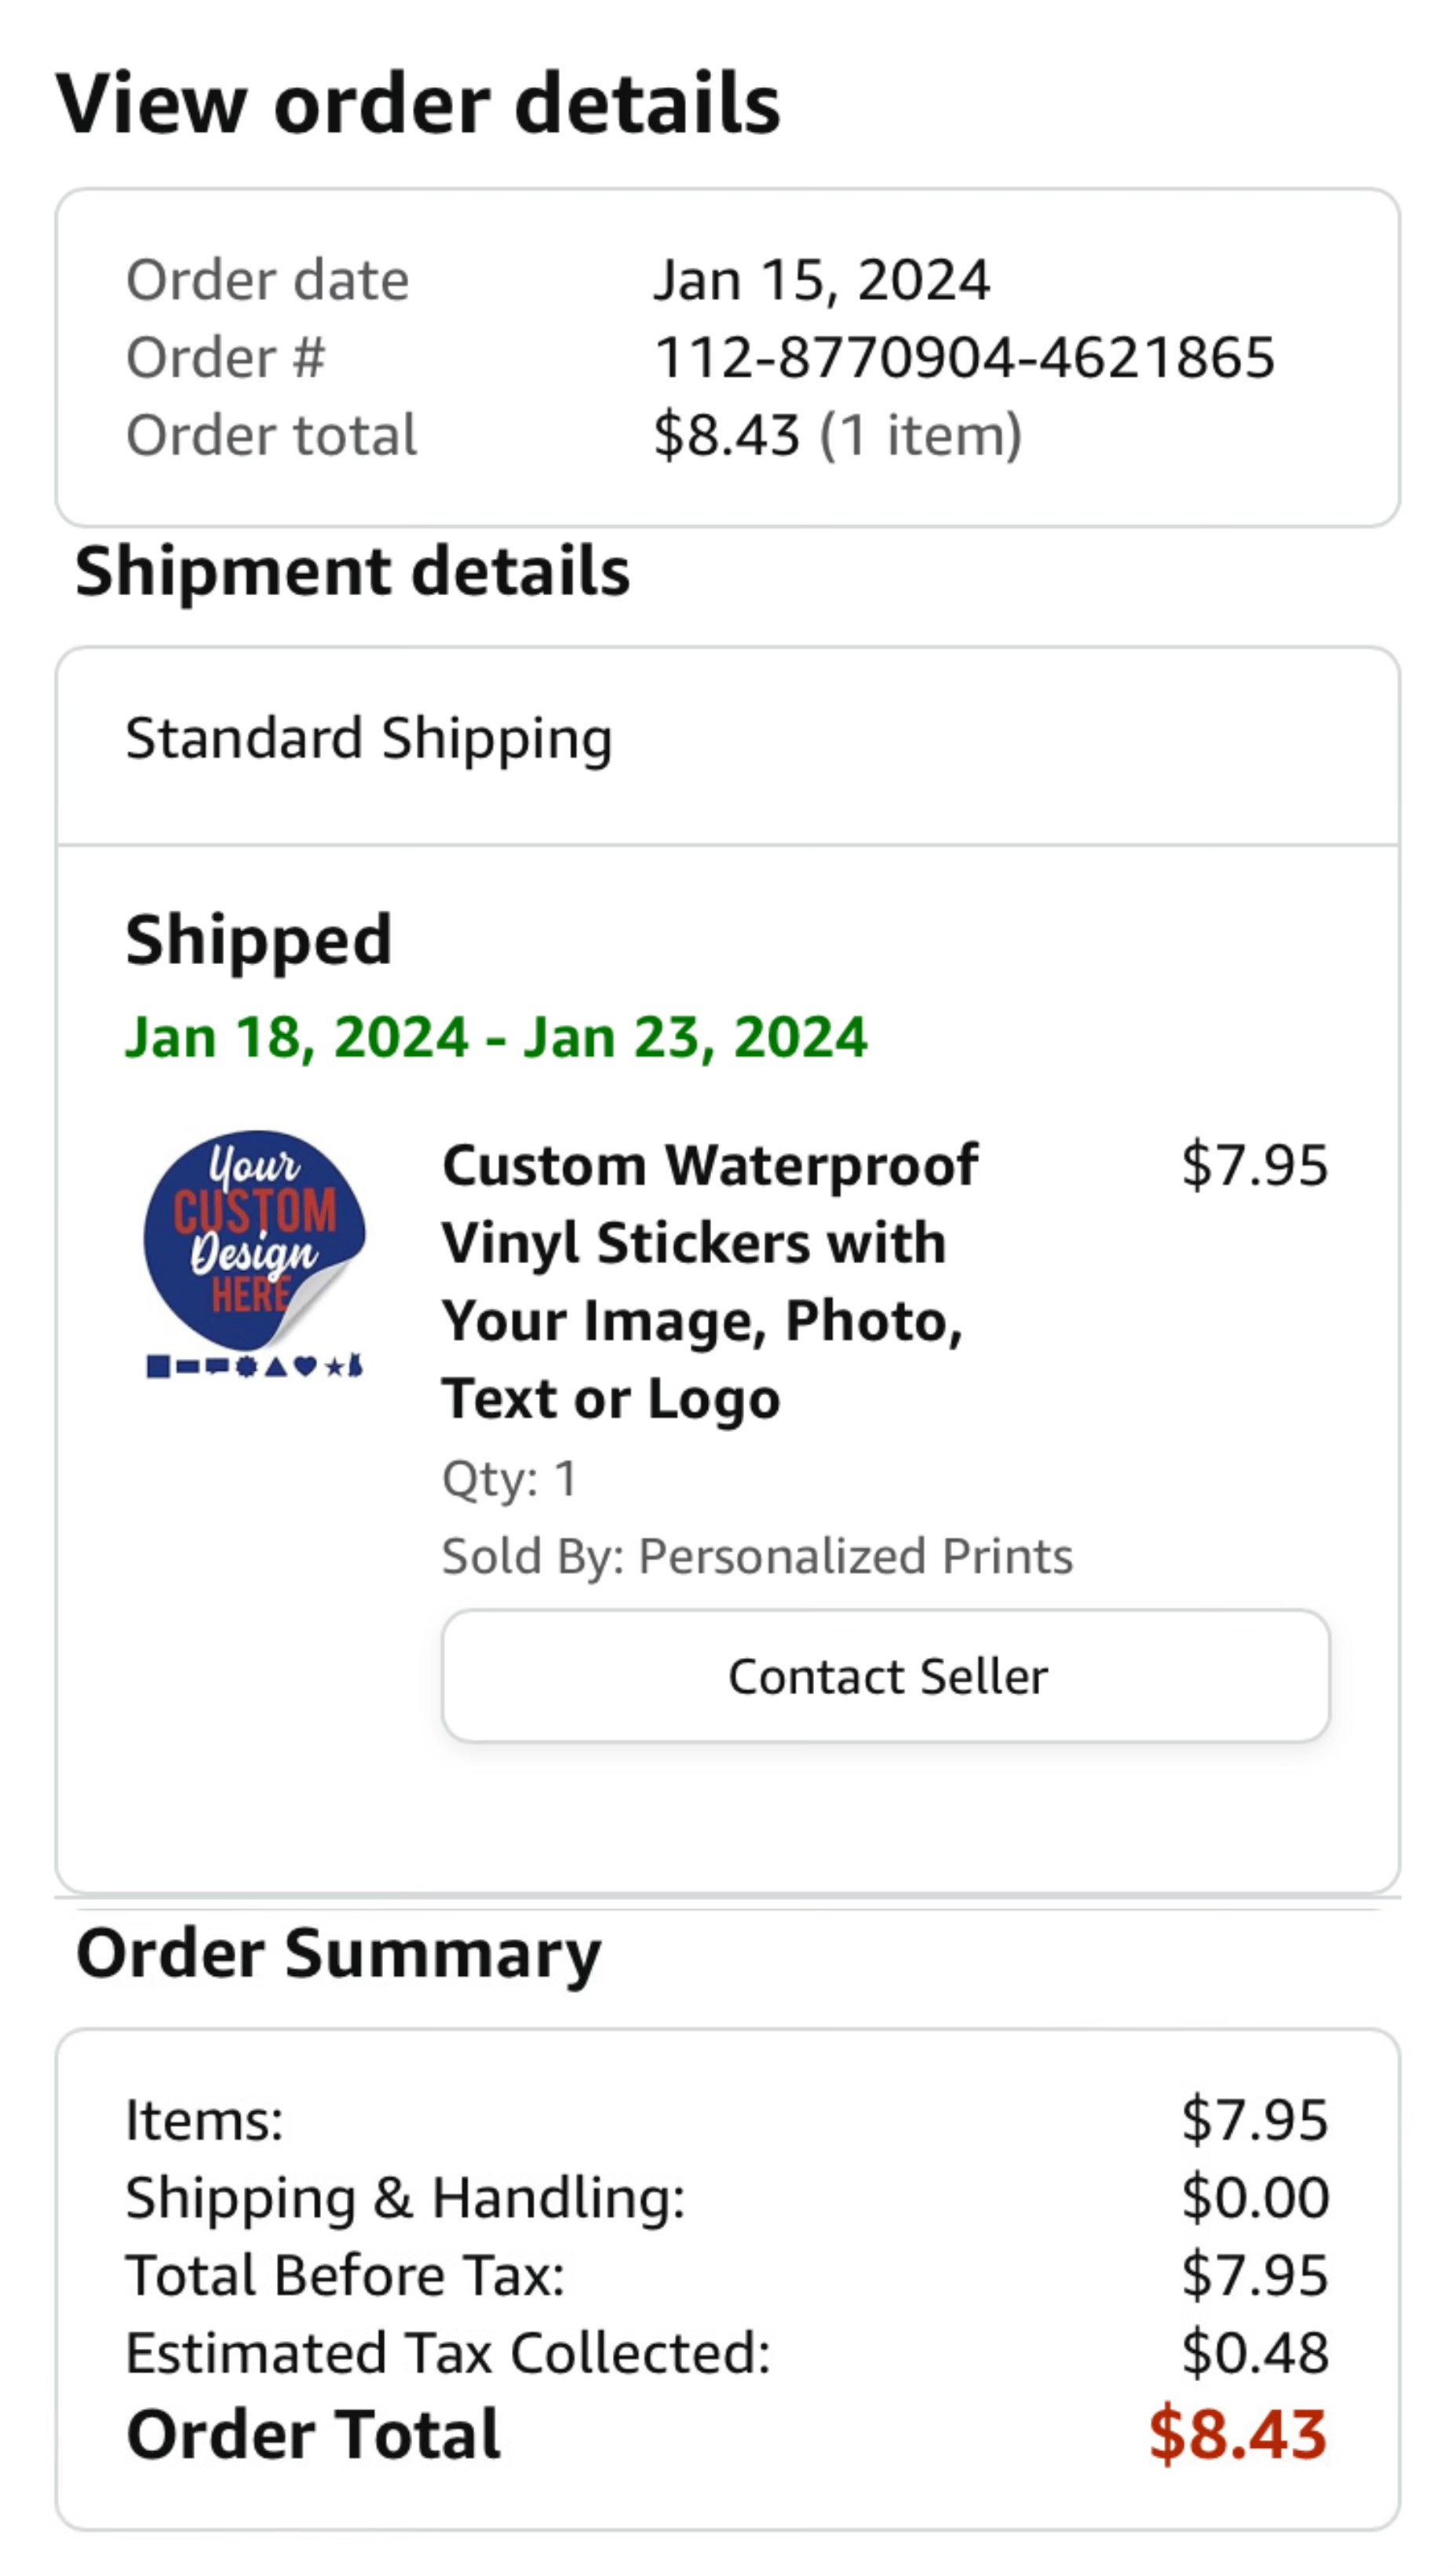 View order details
Order date Jan 15, 2024
Order # 112-8770904-4621865
Order total $8.43 (1 item)
Shipment details
Standard Shipping
Shipped
Jan 18, 2024 - Jan 23, 2024
Your
CUSTOM
Design
HERE
Custom Waterproof $7.95
Vinyl Stickers with
Your Image, Photo,
Text or Logo
Qty: 1
Sold By: Personalized Prints
Contact Seller
Order Summary
Items: $7.95
Shipping & Handling: $0.00
Total Before Tax: $7.95
Estimated Tax Collected: $0.48
Order Total $8.43